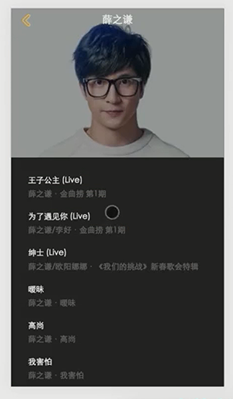 薛之谦
王子公主 (Live)
薛之谦 · 金曲捞 第1期
为了遇见你 (Live)
薛之谦/李好 · 金曲捞 第1期
绅士 (Live)
薛之谦/欧阳娜娜 · 《我们的挑战》新春歌会特辑
暧昧
薛之谦 · 暧昧
高尚
薛之谦 · 高尚
我害怕
薛之谦 · 我害怕